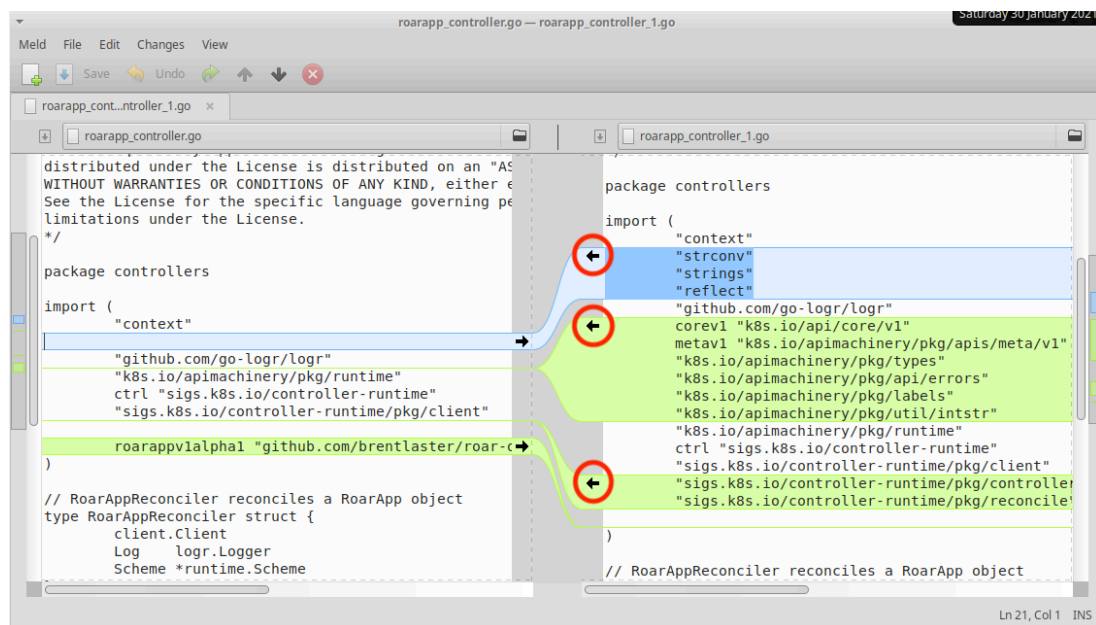 roarapp_controller.go — roarapp_controller_1.go
Saturday 30 January 2021
Meld File Edit Changes View
Save Undo
roarapp_cont...ntroller_1.go ×
roarapp_controller.go
distributed under the License is distributed on an "AS
WITHOUT WARRANTIES OR CONDITIONS OF ANY KIND, either e
See the License for the specific language governing pe
limitations under the License.
*/
package controllers
import (
"context"
"github.com/go-logr/logr"
"k8s.io/apimachinery/pkg/runtime"
ctrl "sigs.k8s.io/controller-runtime"
"sigs.k8s.io/controller-runtime/pkg/client"
roarappv1alpha1 "github.com/brentlaster/roar-c
)
// RoarAppReconciler reconciles a RoarApp object
type RoarAppReconciler struct {
client.Client
Log logr.Logger
Scheme *runtime.Scheme
roarapp_controller_1.go
package controllers
import (
"context"
"strconv"
"strings"
"reflect"
"github.com/go-logr/logr"
corev1 "k8s.io/api/core/v1"
metav1 "k8s.io/apimachinery/pkg/apis/meta/v1"
"k8s.io/apimachinery/pkg/types"
"k8s.io/apimachinery/pkg/api/errors"
"k8s.io/apimachinery/pkg/labels"
"k8s.io/apimachinery/pkg/util/intstr"
"k8s.io/apimachinery/pkg/runtime"
ctrl "sigs.k8s.io/controller-runtime"
"sigs.k8s.io/controller-runtime/pkg/client"
"sigs.k8s.io/controller-runtime/pkg/controller
"sigs.k8s.io/controller-runtime/pkg/reconcile"
)
// RoarAppReconciler reconciles a RoarApp object
Ln 21, Col 1 INS